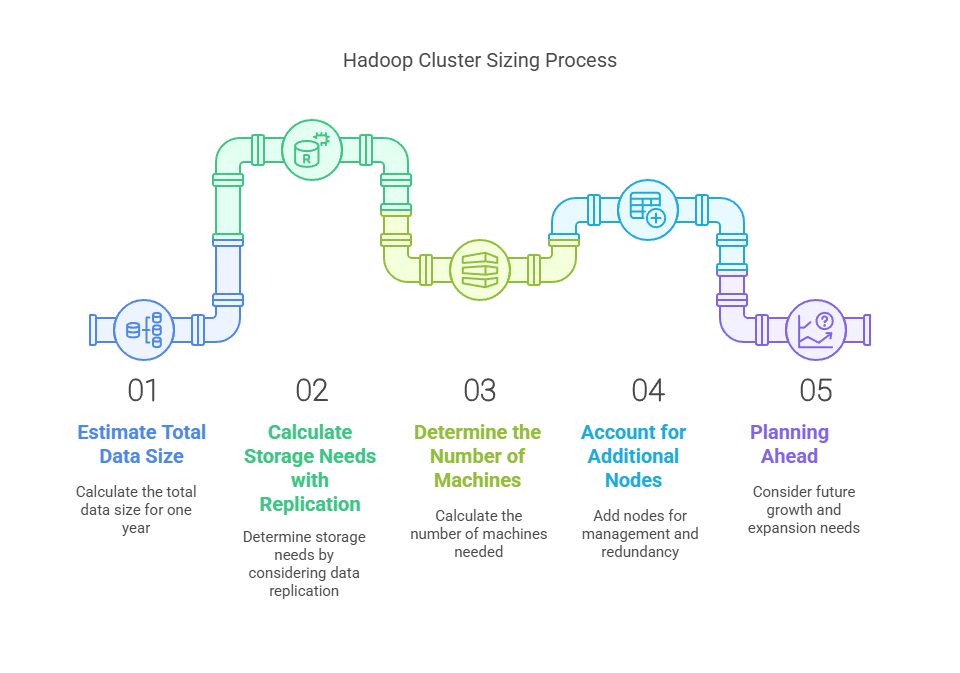 Hadoop Cluster Sizing Process
R
?
01
Estimate Total
Data Size
Calculate the total
data size for one
year
02
Calculate
Storage Needs
with
Replication
Determine storage
needs by
considering data
replication
03
Determine the
Number of
Machines
Calculate the
number of machines
needed
04
Account for
Additional
Nodes
Add nodes for
management and
redundancy
05
Planning
Ahead
Consider future
growth and
expansion needs